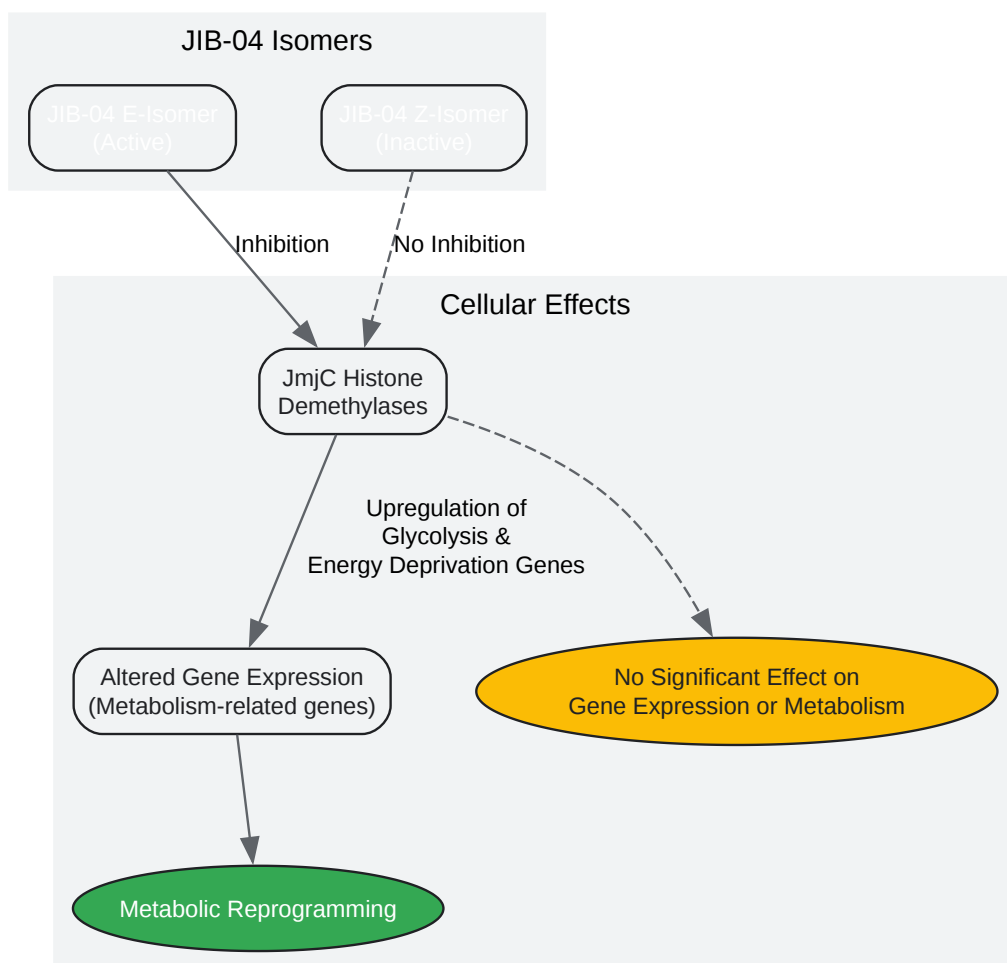 JIB-04 Isomers
JIB-04 E-Isomer
(Active)
JIB-04 Z-Isomer
(Inactive)
Inhibition
No Inhibition
Cellular Effects
JmjC Histone
Demethylases
Upregulation of
Glycolysis &
Energy Deprivation Genes
Altered Gene Expression
(Metabolism-related genes)
No Significant Effect on
Gene Expression or Metabolism
Metabolic Reprogramming